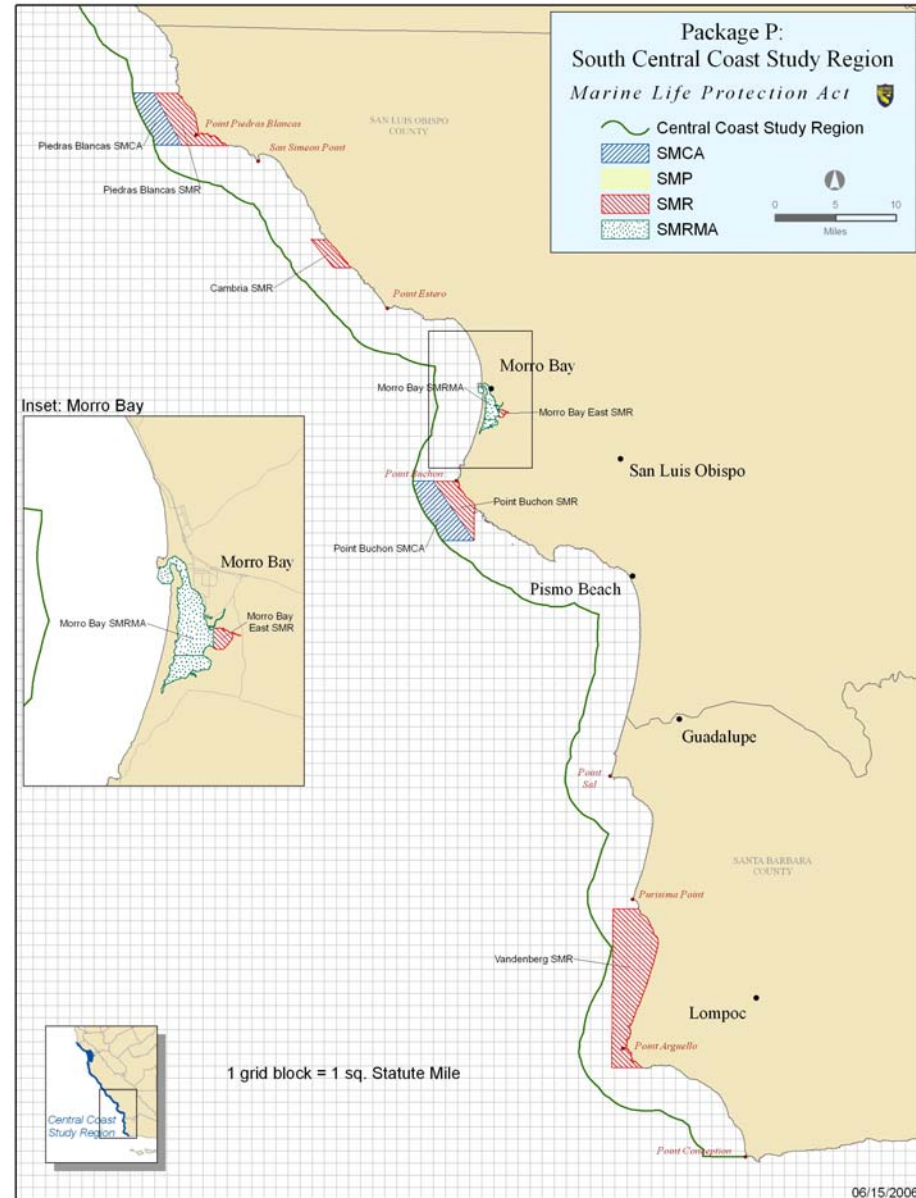 Package P:
South Central Coast Study Region
Marine Life Protection Act
Central Coast Study Region
SMCA
SMP
SMR
SMRMA
0 5 10
Miles
SAN LUIS OBISPO
COUNTY
Point Piedras Blancas
Piedras Blancas SMCA
San Simeon Point
Piedras Blancas SMR
Cambria SMR
Point Estero
Morro Bay
Morro Bay SMRMA
Morro Bay East SMR
Inset: Morro Bay
Morro Bay
Morro Bay SMRMA
Morro Bay
East SMR
San Luis Obispo
Point Buchon
Point Buchon SMR
Point Buchon SMCA
Pismo Beach
Guadalupe
Point
Sal
SANTA BARBARA
COUNTY
Purisima Point
Vandenberg SMR
Lompoc
Point Arguello
1 grid block = 1 sq. Statute Mile
Central Coast
Study Region
Point Conception
06/15/2006